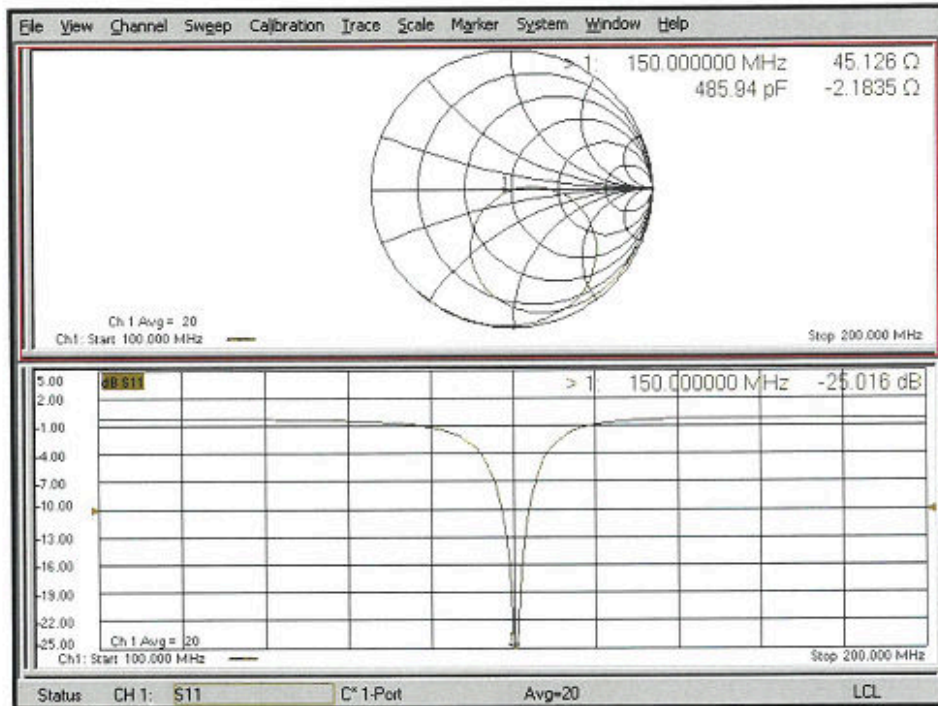 File View Channel Sweep Calibration Trace Scale Marker System Window Help
> 1: 150.000000 MHz 45.126 Ω
485.94 pF -2.1835 Ω
1
Ch 1 Avg = 20
Ch1: Start 100.000 MHz
Stop 200.000 MHz
5.00
dB S11
> 1: 150.000000 MHz -25.016 dB
2.00
-1.00
-4.00
-7.00
-10.00
-13.00
-16.00
-19.00
-22.00
-25.00
Ch 1 Avg = 20
Ch1: Start 100.000 MHz
Stop 200.000 MHz
Status CH 1: S11 C* 1-Port Avg=20 LCL